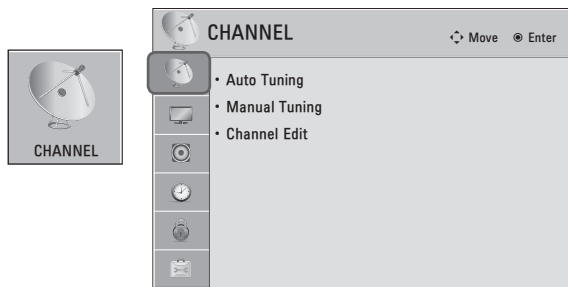 CHANNEL
CHANNEL
Move Enter
• Auto Tuning
• Manual Tuning
• Channel Edit